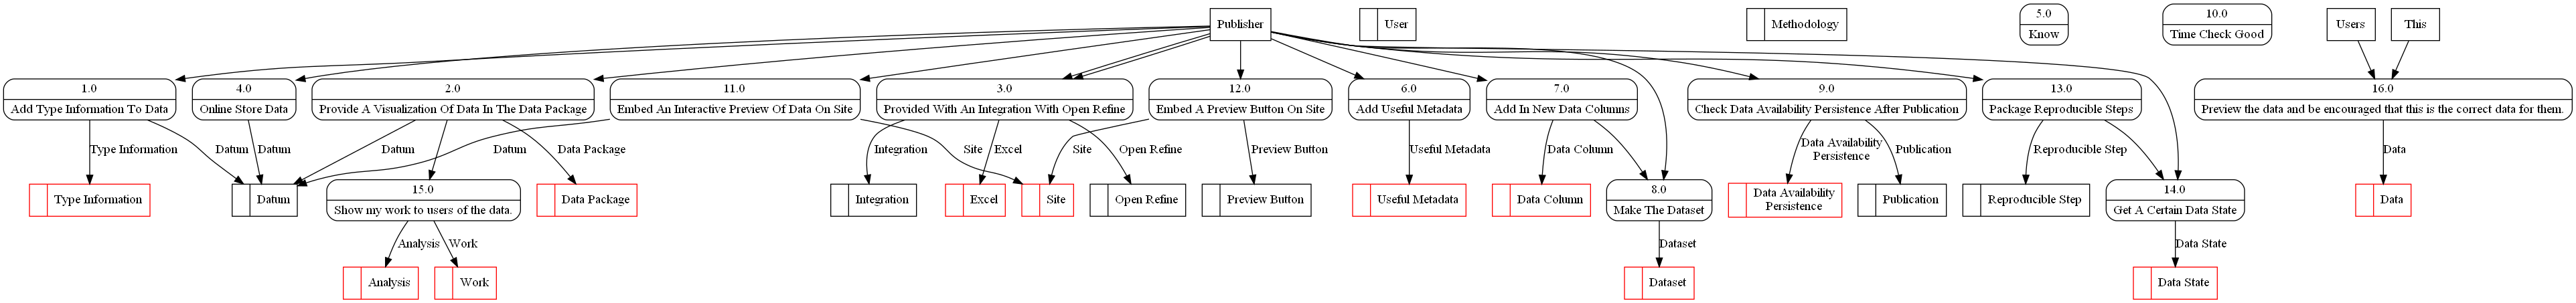 Publisher
User
Methodology
5.0
Know
10.0
Time Check Good
Users
This
1.0
Add Type Information To Data
4.0
Online Store Data
2.0
Provide A Visualization Of Data In The Data Package
11.0
Embed An Interactive Preview Of Data On Site
3.0
Provided With An Integration With Open Refine
12.0
Embed A Preview Button On Site
6.0
Add Useful Metadata
7.0
Add In New Data Columns
9.0
Check Data Availability Persistence After Publication
13.0
Package Reproducible Steps
16.0
Preview the data and be encouraged that this is the correct data for them.
Type Information
Datum
Datum
Datum
Data Package
Datum
Integration
Site
Excel
Site
Open Refine
Preview Button
Useful Metadata
Data Column
Data Availability
Persistence
Publication
Reproducible Step
Data
Type Information
Datum
15.0
Show my work to users of the data.
Data Package
Integration
Excel
Site
Open Refine
Preview Button
Useful Metadata
Data Column
8.0
Make The Dataset
Data Availability
Persistence
Publication
Reproducible Step
14.0
Get A Certain Data State
Data
Analysis
Work
Dataset
Data State
Analysis
Work
Dataset
Data State